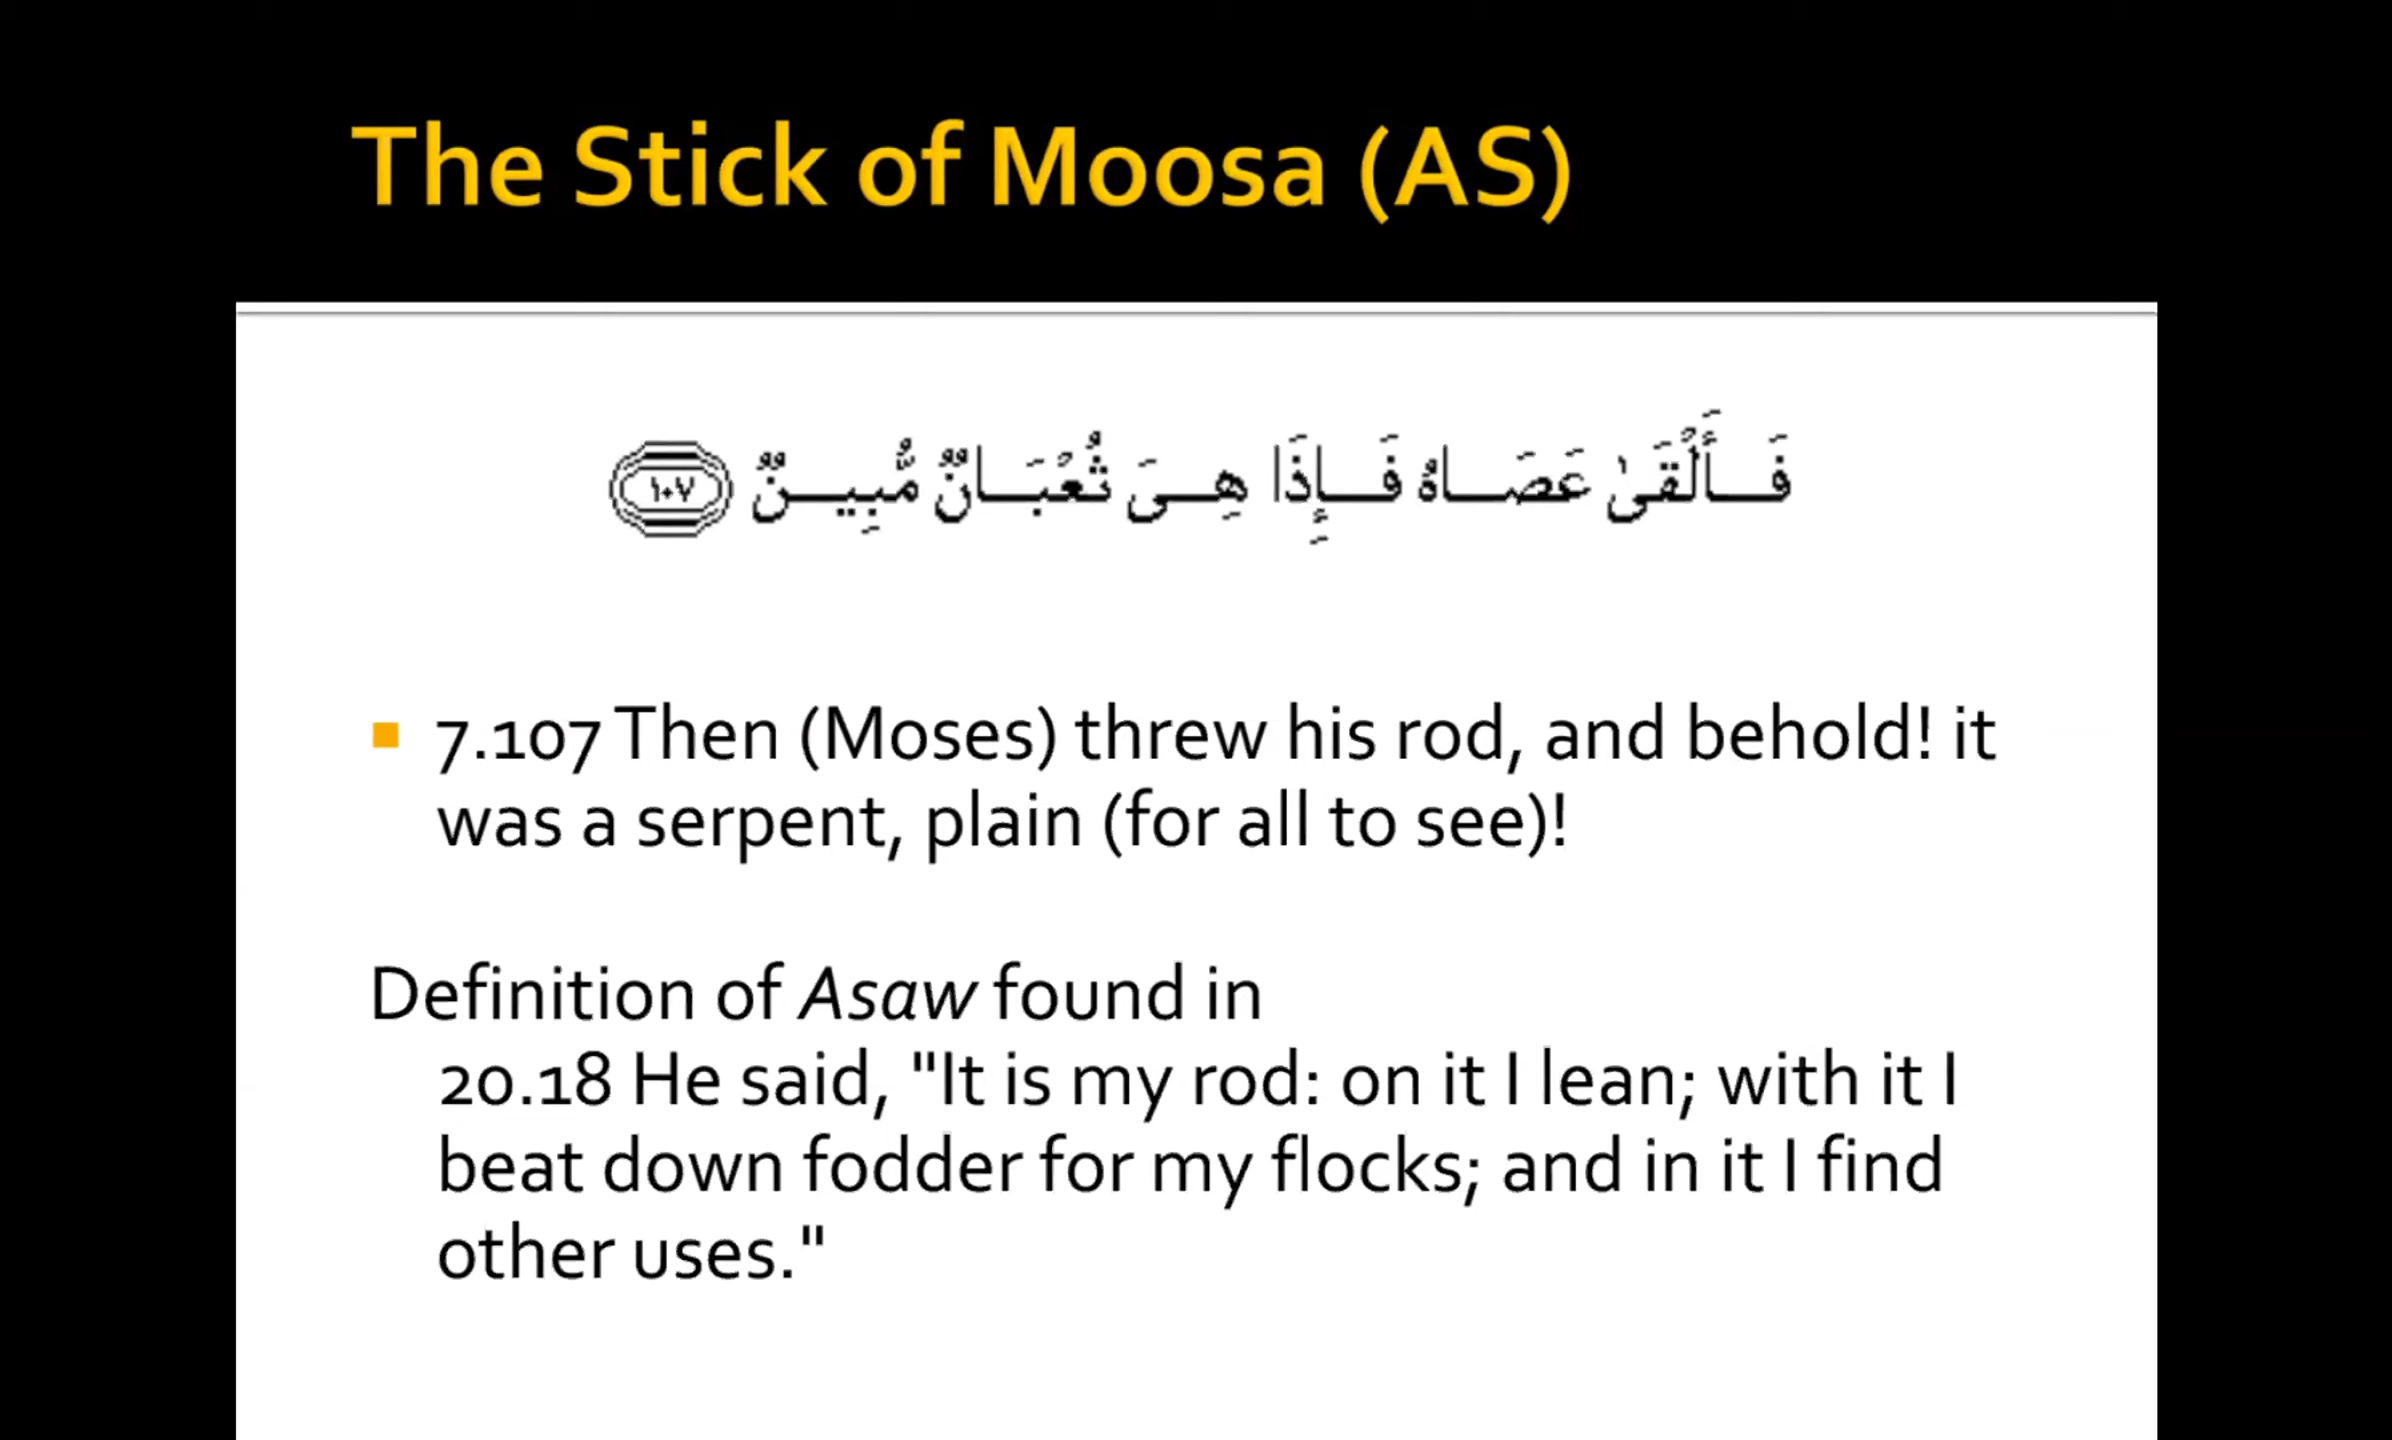 The Stick of Moosa (AS)
فَأَلْقَىٰ عَصَاهُ فَإِذَا هِىَ ثُعْبَانٌ مُّبِينٌ ١٠٧
7.107 Then (Moses) threw his rod, and behold! it
was a serpent, plain (for all to see)!
Definition of Asaw found in
20.18 He said, "It is my rod: on it I lean; with it I
beat down fodder for my flocks; and in it I find
other uses."